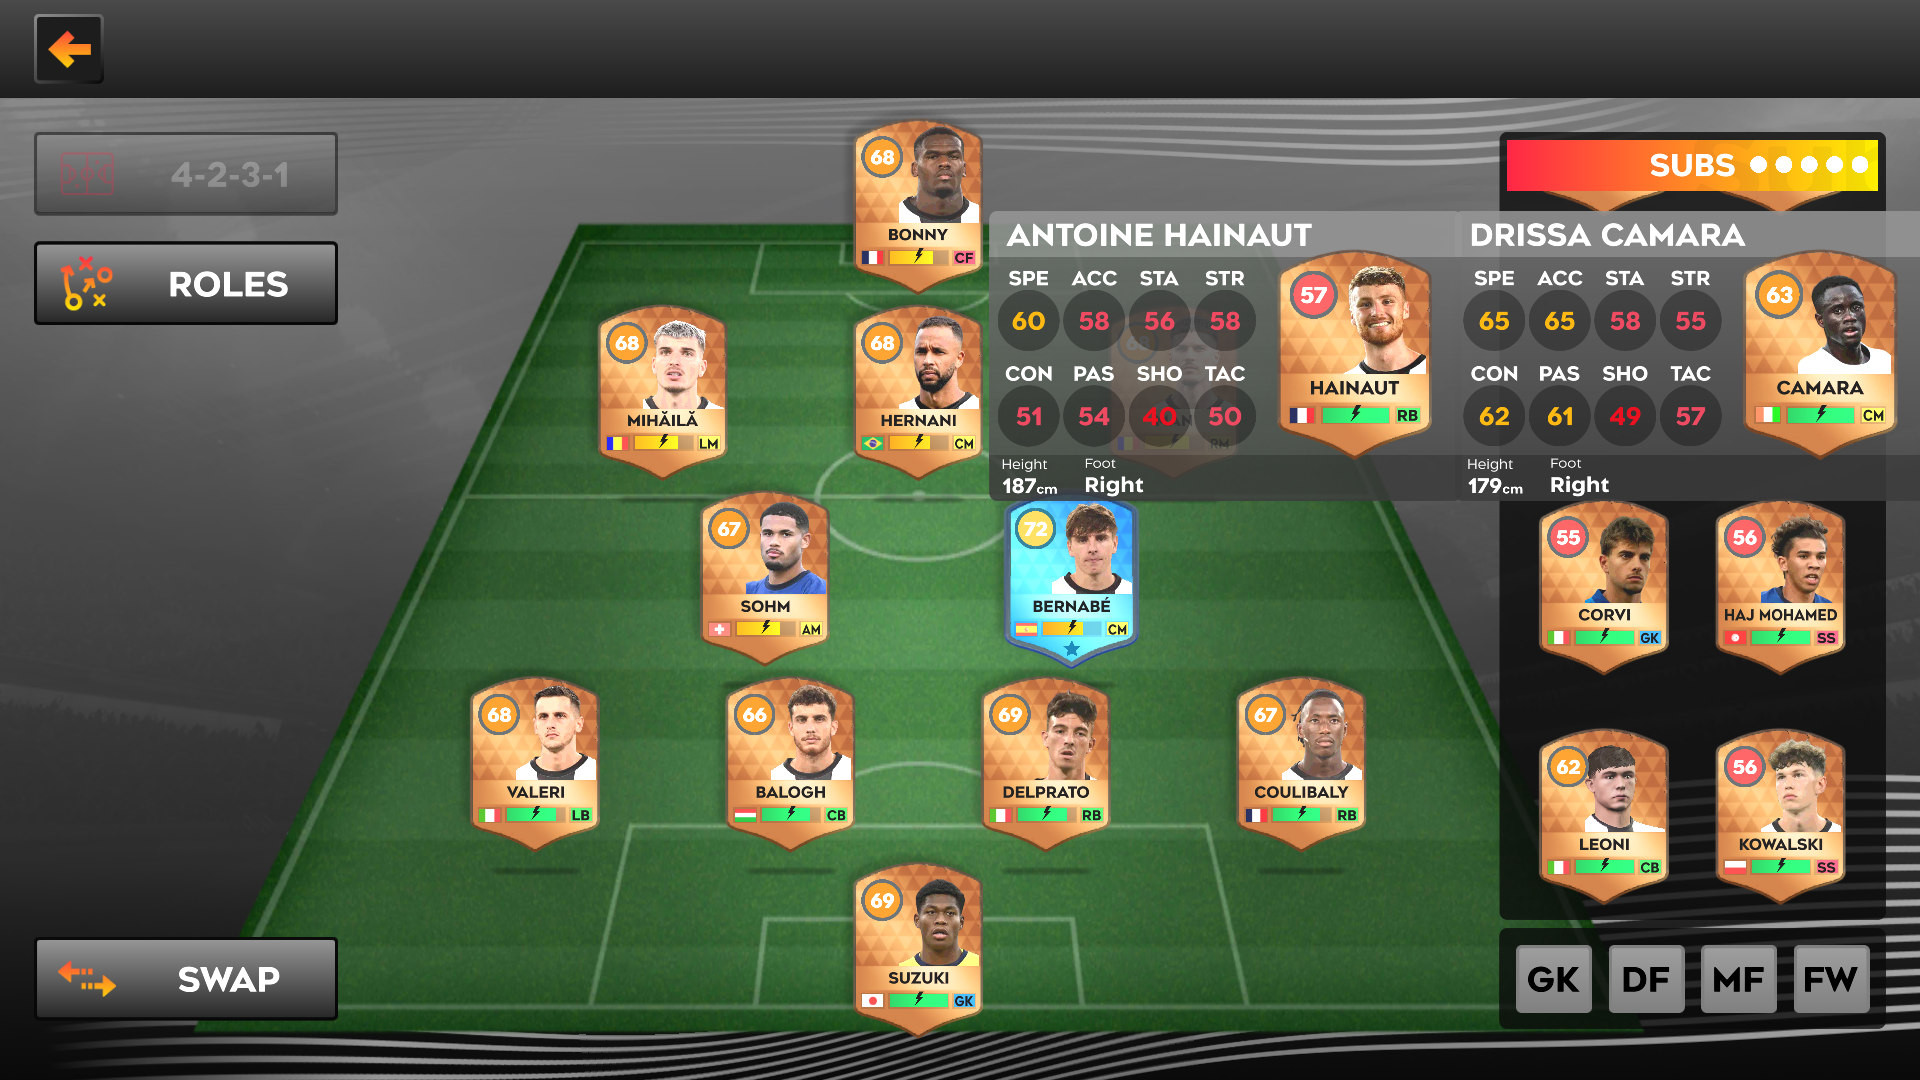 4-2-3-1
ROLES
SWAP
68
BONNY
CF
68
MIHĂILĂ
LM
68
HERNANI
CM
RM
67
SOHM
AM
72
BERNABÉ
CM
68
VALERI
LB
66
BALOGH
CB
69
DELPRATO
RB
67
COULIBALY
RB
69
SUZUKI
GK
SUBS
ANTOINE HAINAUT
SPE ACC STA STR
60 58 56 58
CON PAS SHO TAC
51 54 40 50
Height Foot
187cm Right
57
HAINAUT
RB
DRISSA CAMARA
SPE ACC STA STR
65 65 58 55
CON PAS SHO TAC
62 61 49 57
Height Foot
179cm Right
63
CAMARA
CM
55
CORVI
GK
56
HAJ MOHAMED
SS
62
LEONI
CB
56
KOWALSKI
SS
GK DF MF FW